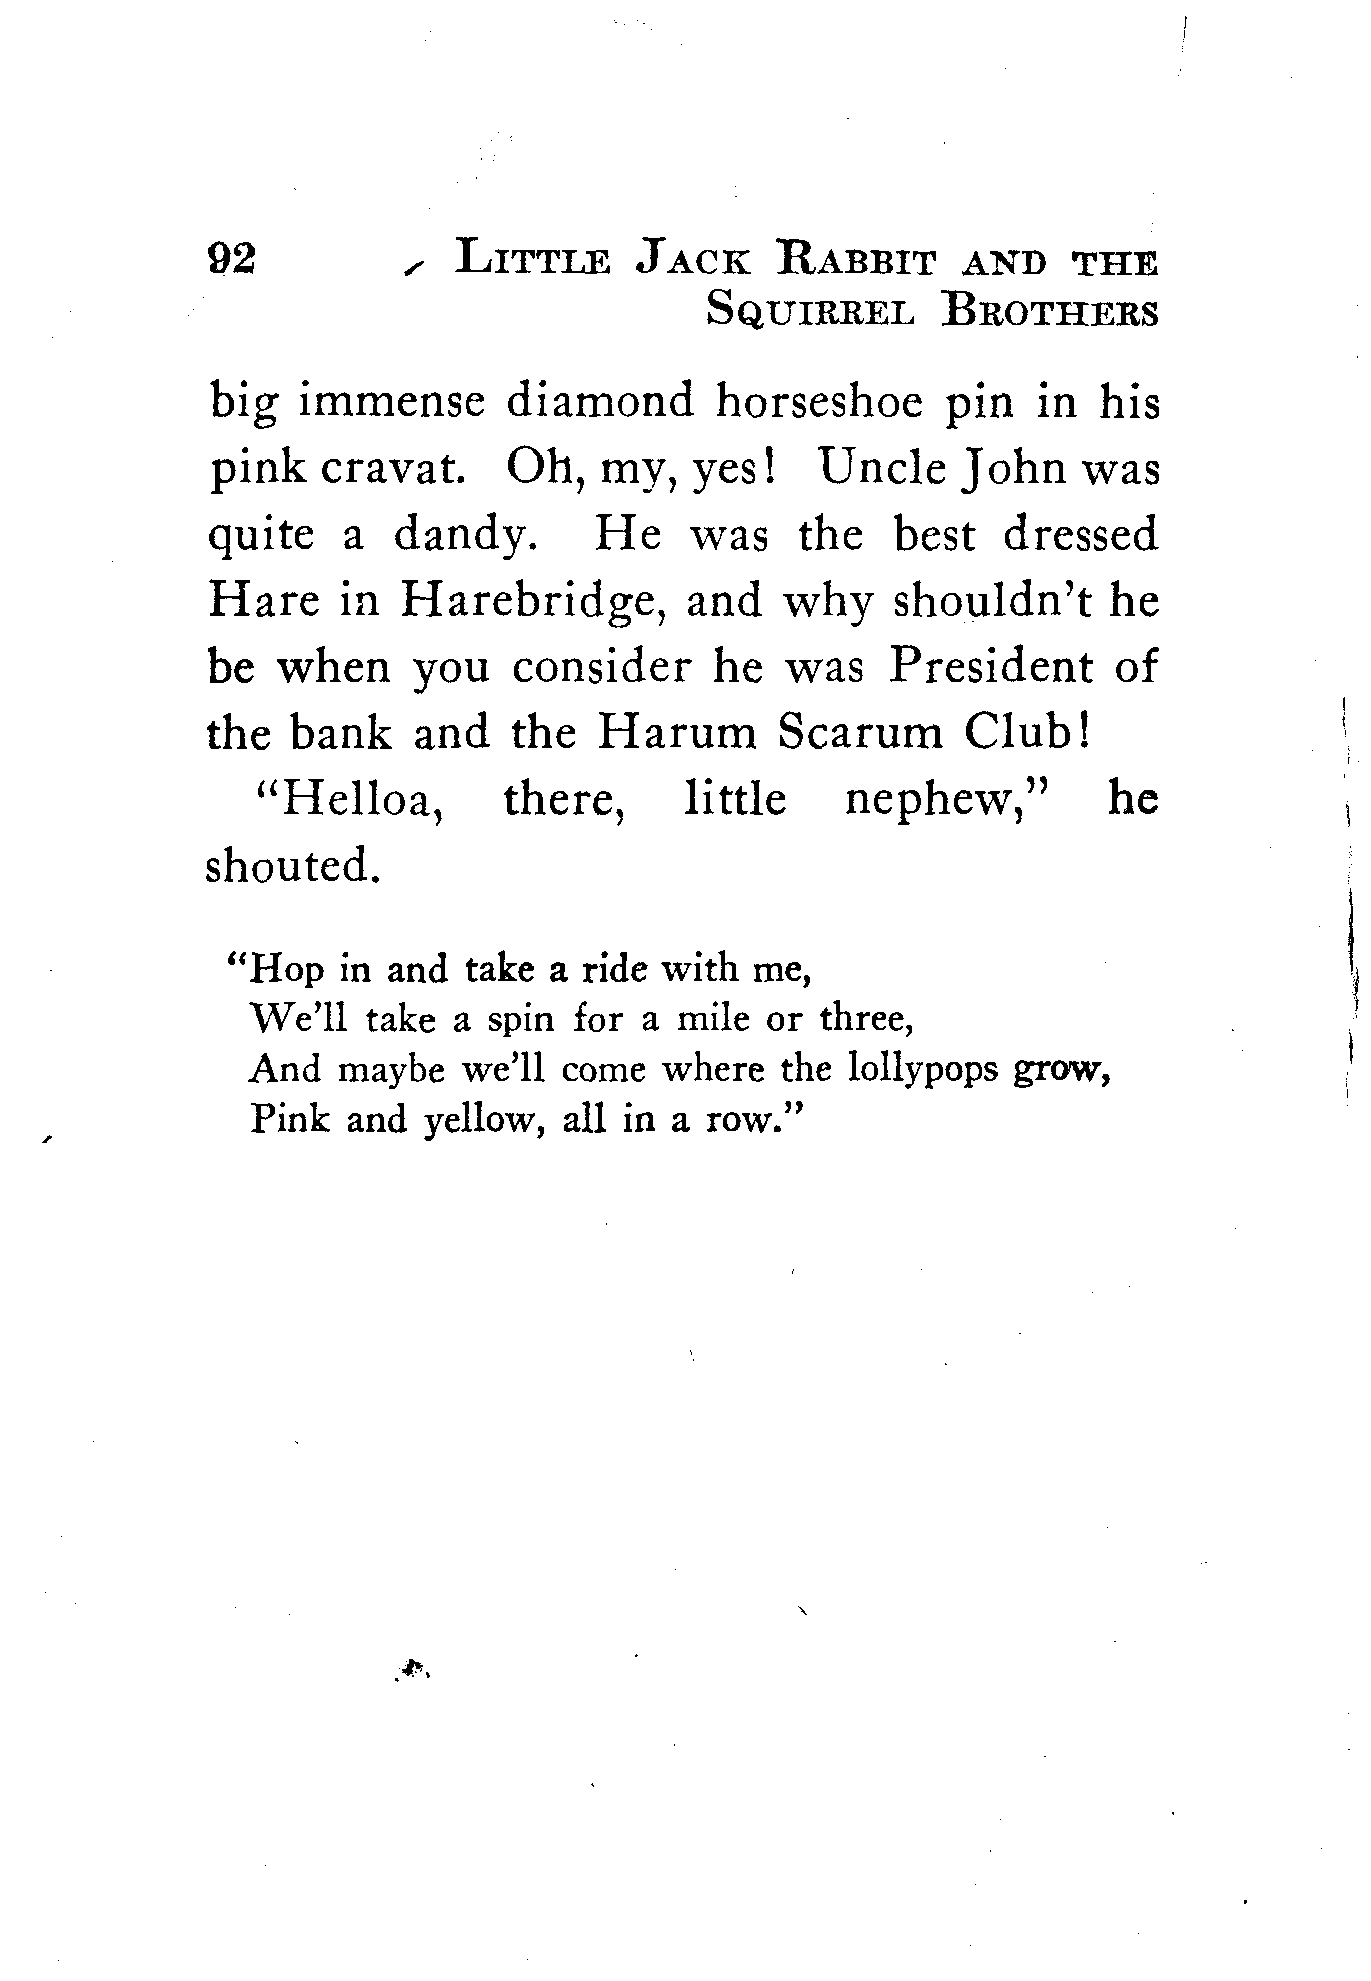 92 LITTLE JACK RABBIT AND THE
SQUIRREL BROTHERS
big immense diamond horseshoe pin in his
pink cravat. Oh, my, yes! Uncle John was
quite a dandy. He was the best dressed
Hare in Harebridge, and why shouldn't he
be when you consider he was President of
the bank and the Harum Scarum Club!
"Helloa, there, little nephew," he
shouted.
"Hop in and take a ride with me,
We'll take a spin for a mile or three,
And maybe we'll come where the lollypops grow,
Pink and yellow, all in a row."